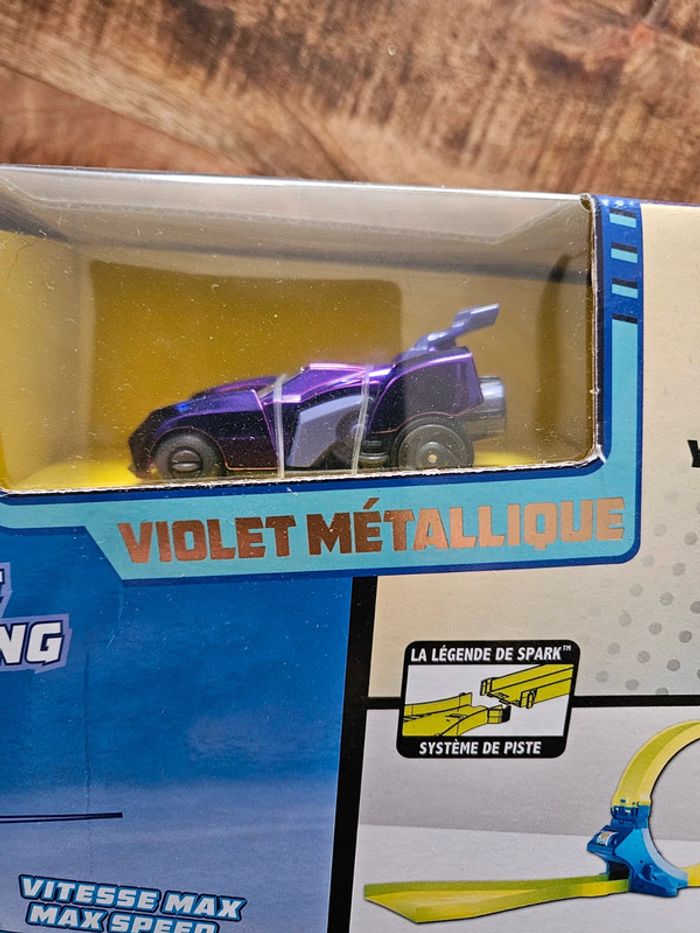 VIOLET MÉTALLIQUE
NG
LA LÉGENDE DE SPARK™
SYSTÈME DE PISTE
VITESSE MAX
MAX SPEED